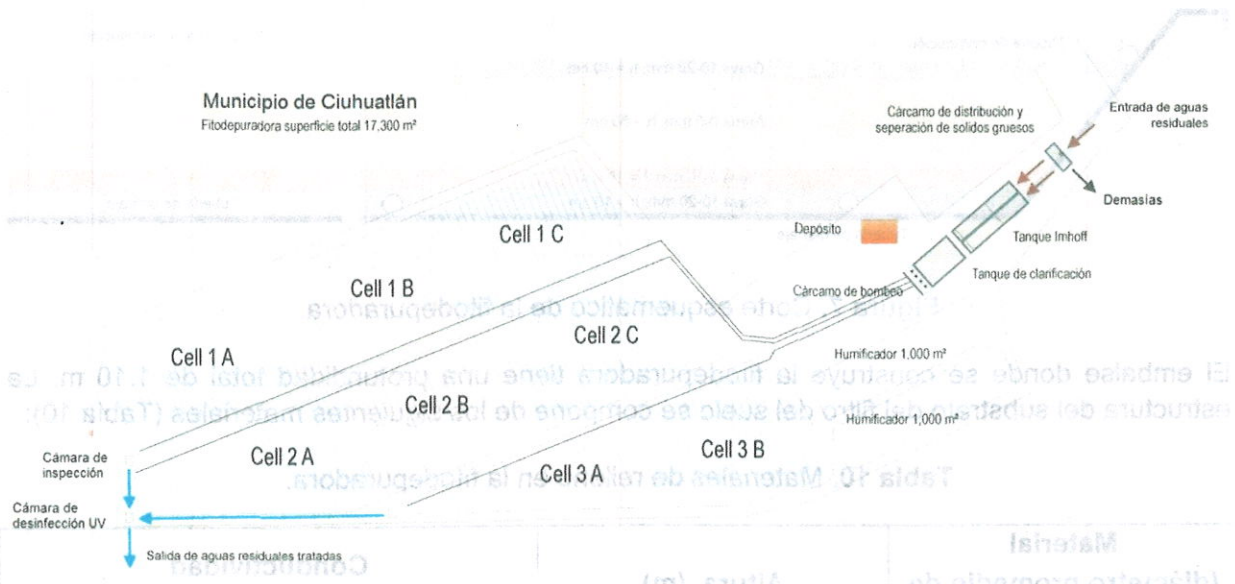 Municipio de Ciuhuatlán
Fitodepuradora superficie total 17,300 m²
Cárcamo de distribución y
seperación de solidos gruesos
Entrada de aguas
residuales
Demasías
Depósito
Tanque Imhoff
Tanque de clarificación
Cárcamo de bombeo
Cell 1 C
Cell 1 B
Cell 1 A
Cell 2 C
Cell 2 B
Cell 2 A
Humificador 1,000 m²
Humificador 1,000 m²
Cell 3 B
Cell 3 A
Cámara de
inspección
Cámara de
desinfección UV
Salida de aguas residuales tratadas
Corte esquemático de la fitodepuradora
El embalse donde se construye la fitodepuradora tiene una profundidad total de 1.10 m. La
estructura del substrato del filtro del suelo se compone de los siguientes materiales (Tabla 10):
Tabla 10. Materiales de relleno en la fitodepuradora.
Material
Altura (m)
Conductividad